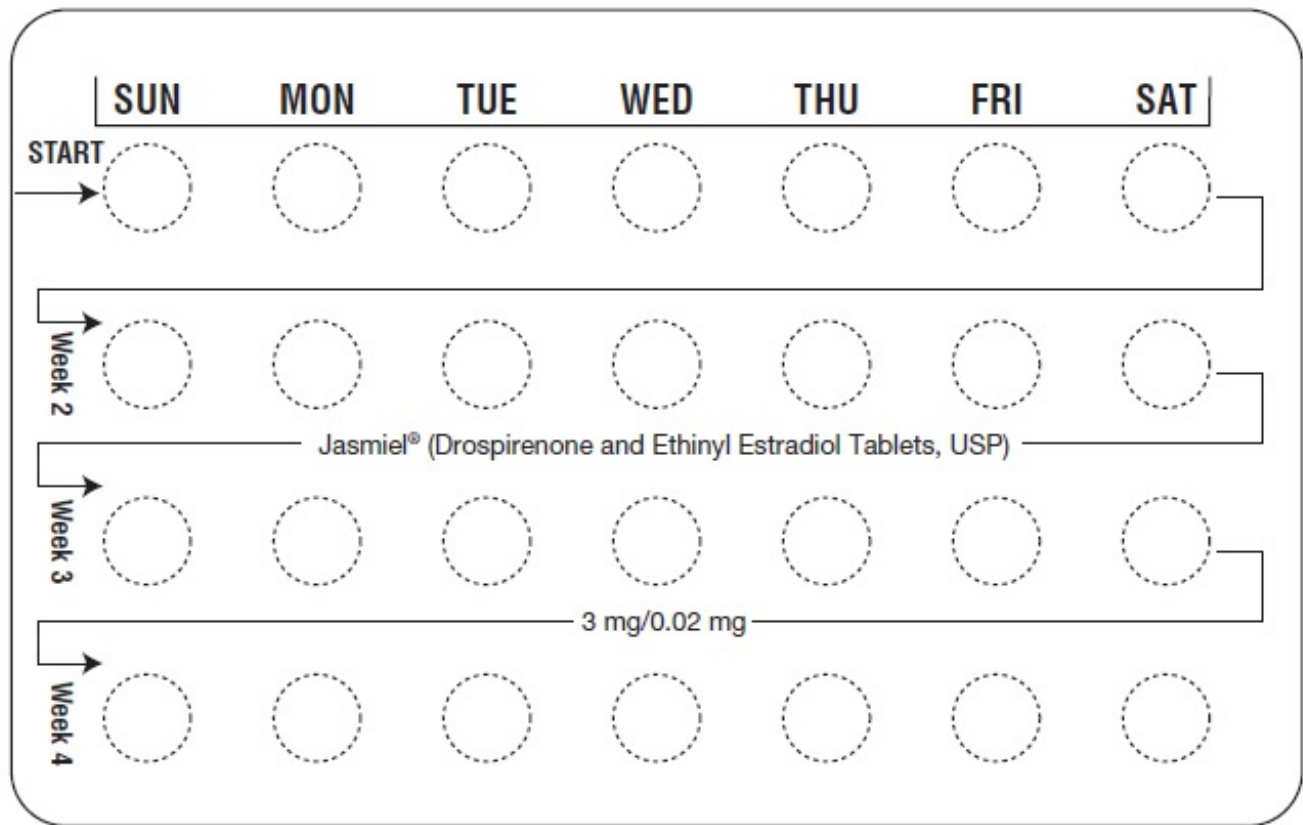 SUN MON TUE WED THU FRI SAT
START
Week 2
Jasmiel® (Drospirenone and Ethinyl Estradiol Tablets, USP)
Week 3
3 mg/0.02 mg
Week 4